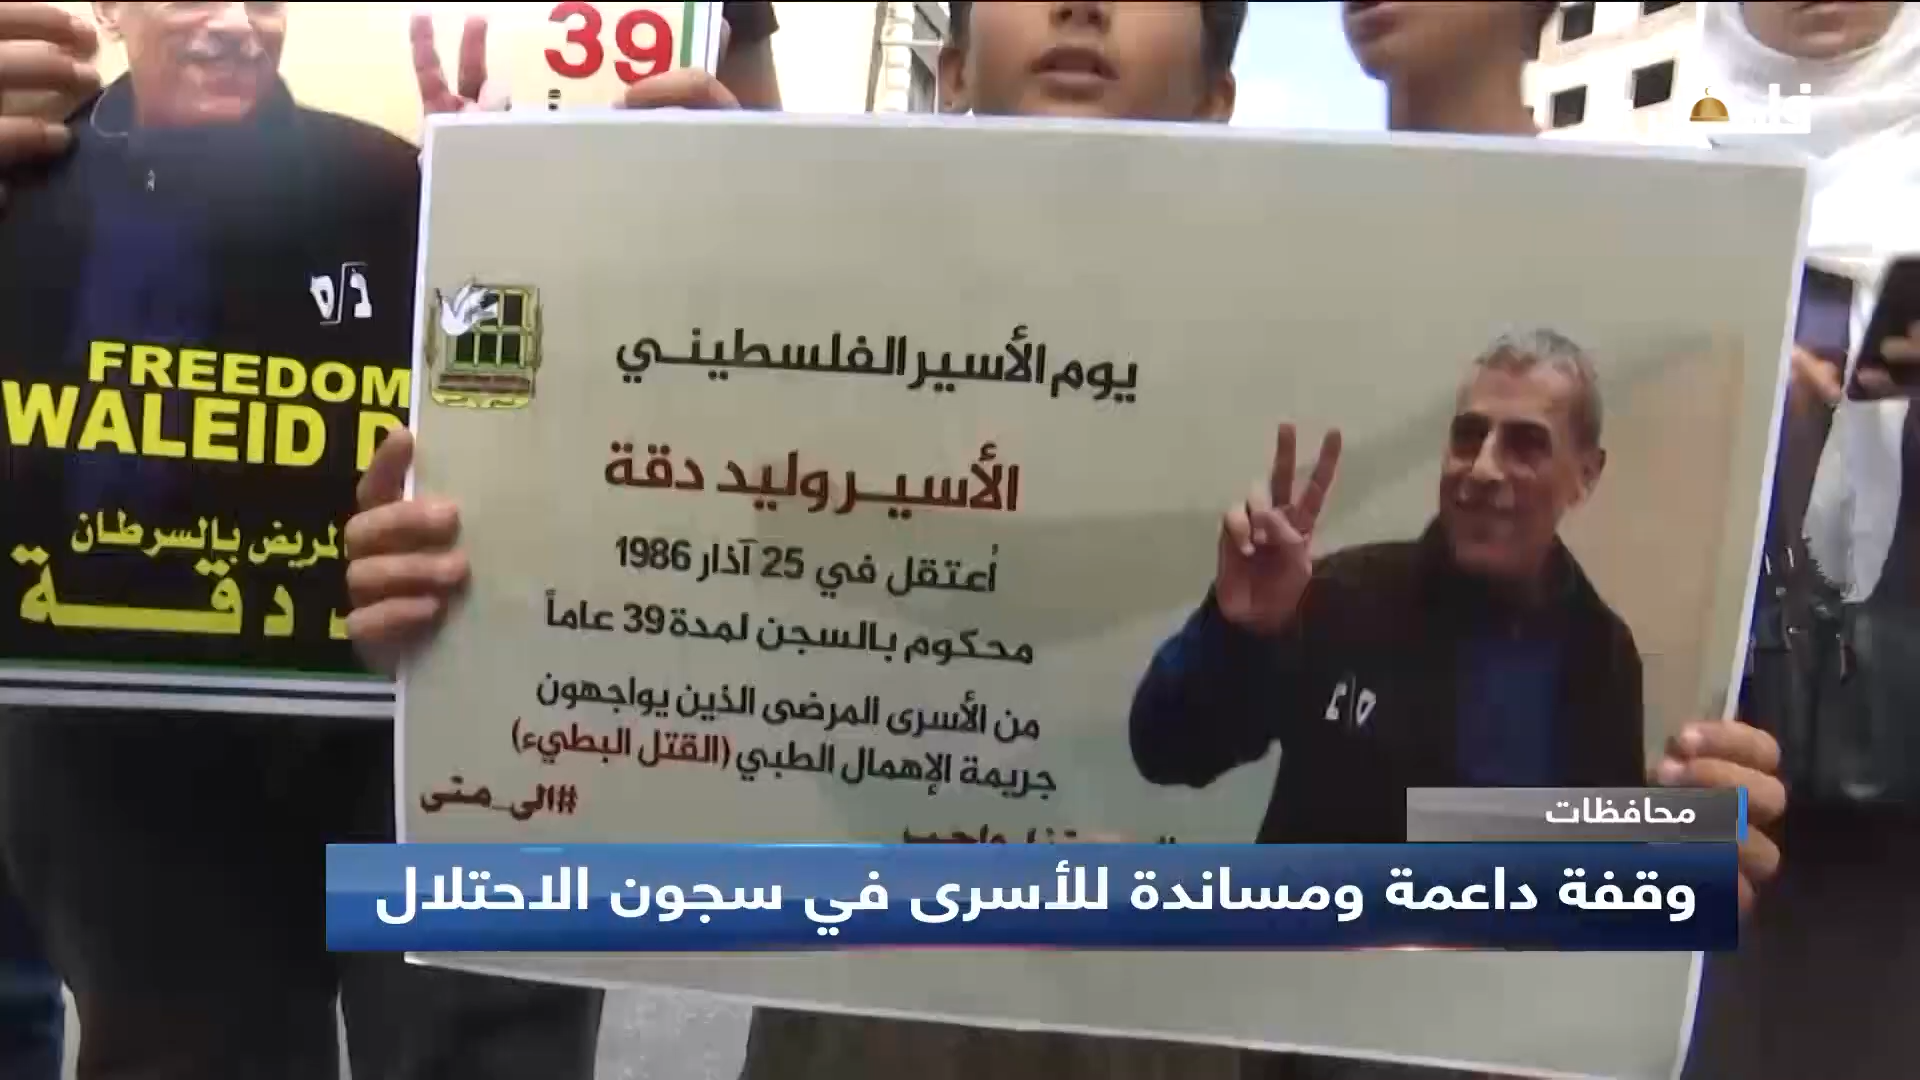 39
FREEDOM
WALEID
المريض بالسرطان
دقة
يوم الأسير الفلسطيني
الأسير وليد دقة
أعتقل في 25 آذار 1986
محكوم بالسجن لمدة 39 عاماً
من الأسرى المرضى الذين يواجهون
جريمة الإهمال الطبي (القتل البطيء)
#الى_متى
محافظات
وقفة داعمة ومساندة للأسرى في سجون الاحتلال